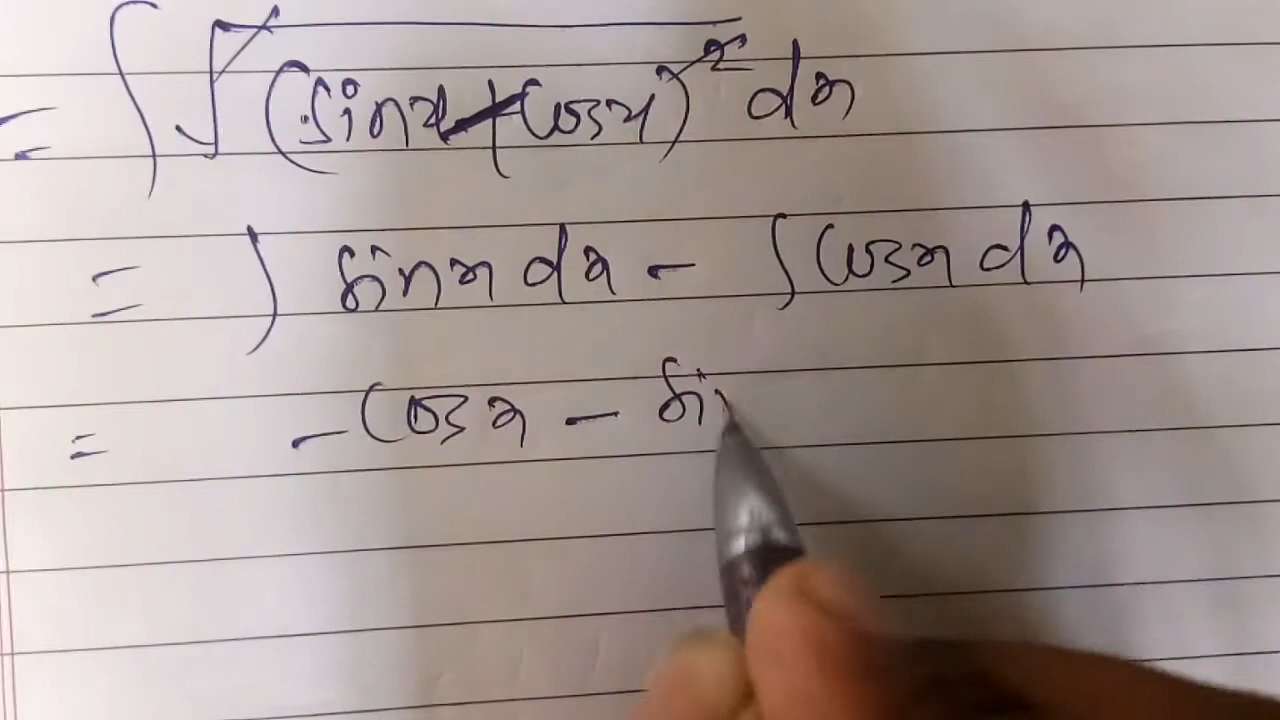 = ∫ √(sinx - cosx)² dx
= ∫ sinx dx - ∫ cosx dx
= - cosx - si